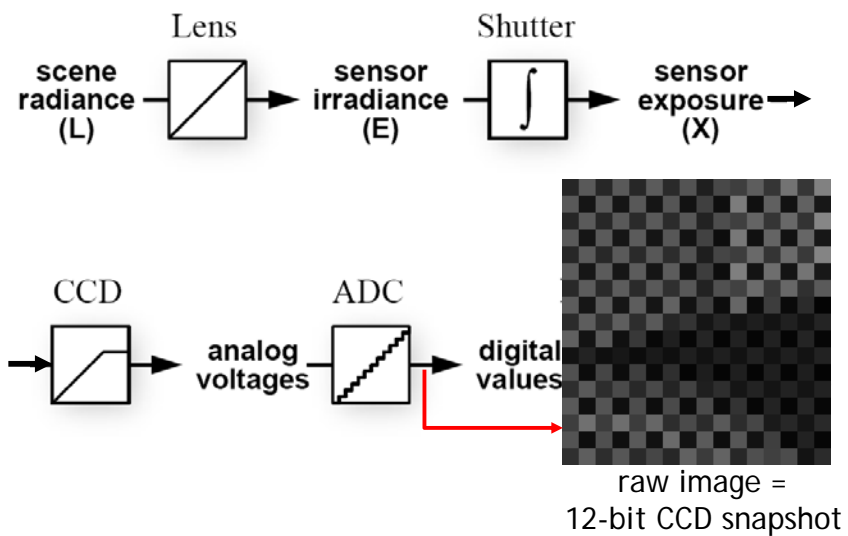 Lens
Shutter
scene
radiance
(L)
sensor
irradiance
(E)
∫
sensor
exposure
(X)
CCD
ADC
analog
voltages
digital
values
raw image =
12-bit CCD snapshot